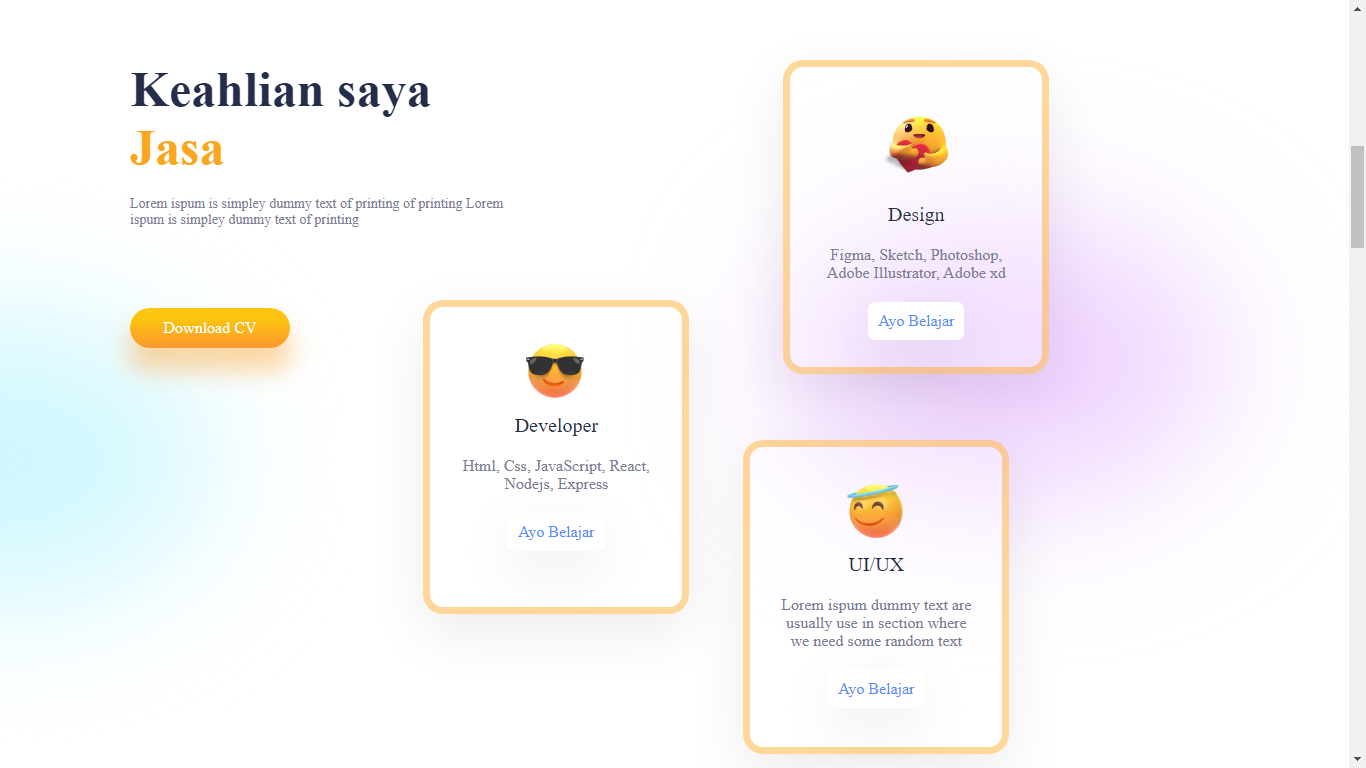 Keahlian saya
Jasa
Lorem ispum is simpley dummy text of printing of printing Lorem
ispum is simpley dummy text of printing
Download CV
Developer
Html, Css, JavaScript, React,
Nodejs, Express
Ayo Belajar
Design
Figma, Sketch, Photoshop,
Adobe Illustrator, Adobe xd
Ayo Belajar
UI/UX
Lorem ispum dummy text are
usually use in section where
we need some random text
Ayo Belajar